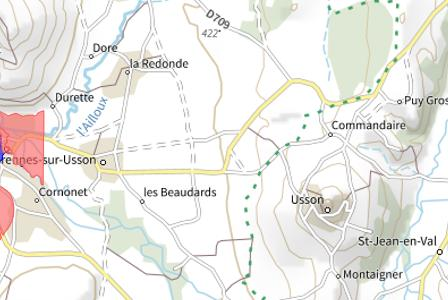 D709
422
Dore
la Redonde
Durette
l'Ailloux
Puy Gros
Commandaire
rennes-sur-Usson
Cornonet
les Beaudards
Usson
St-Jean-en-Val
Montaigner